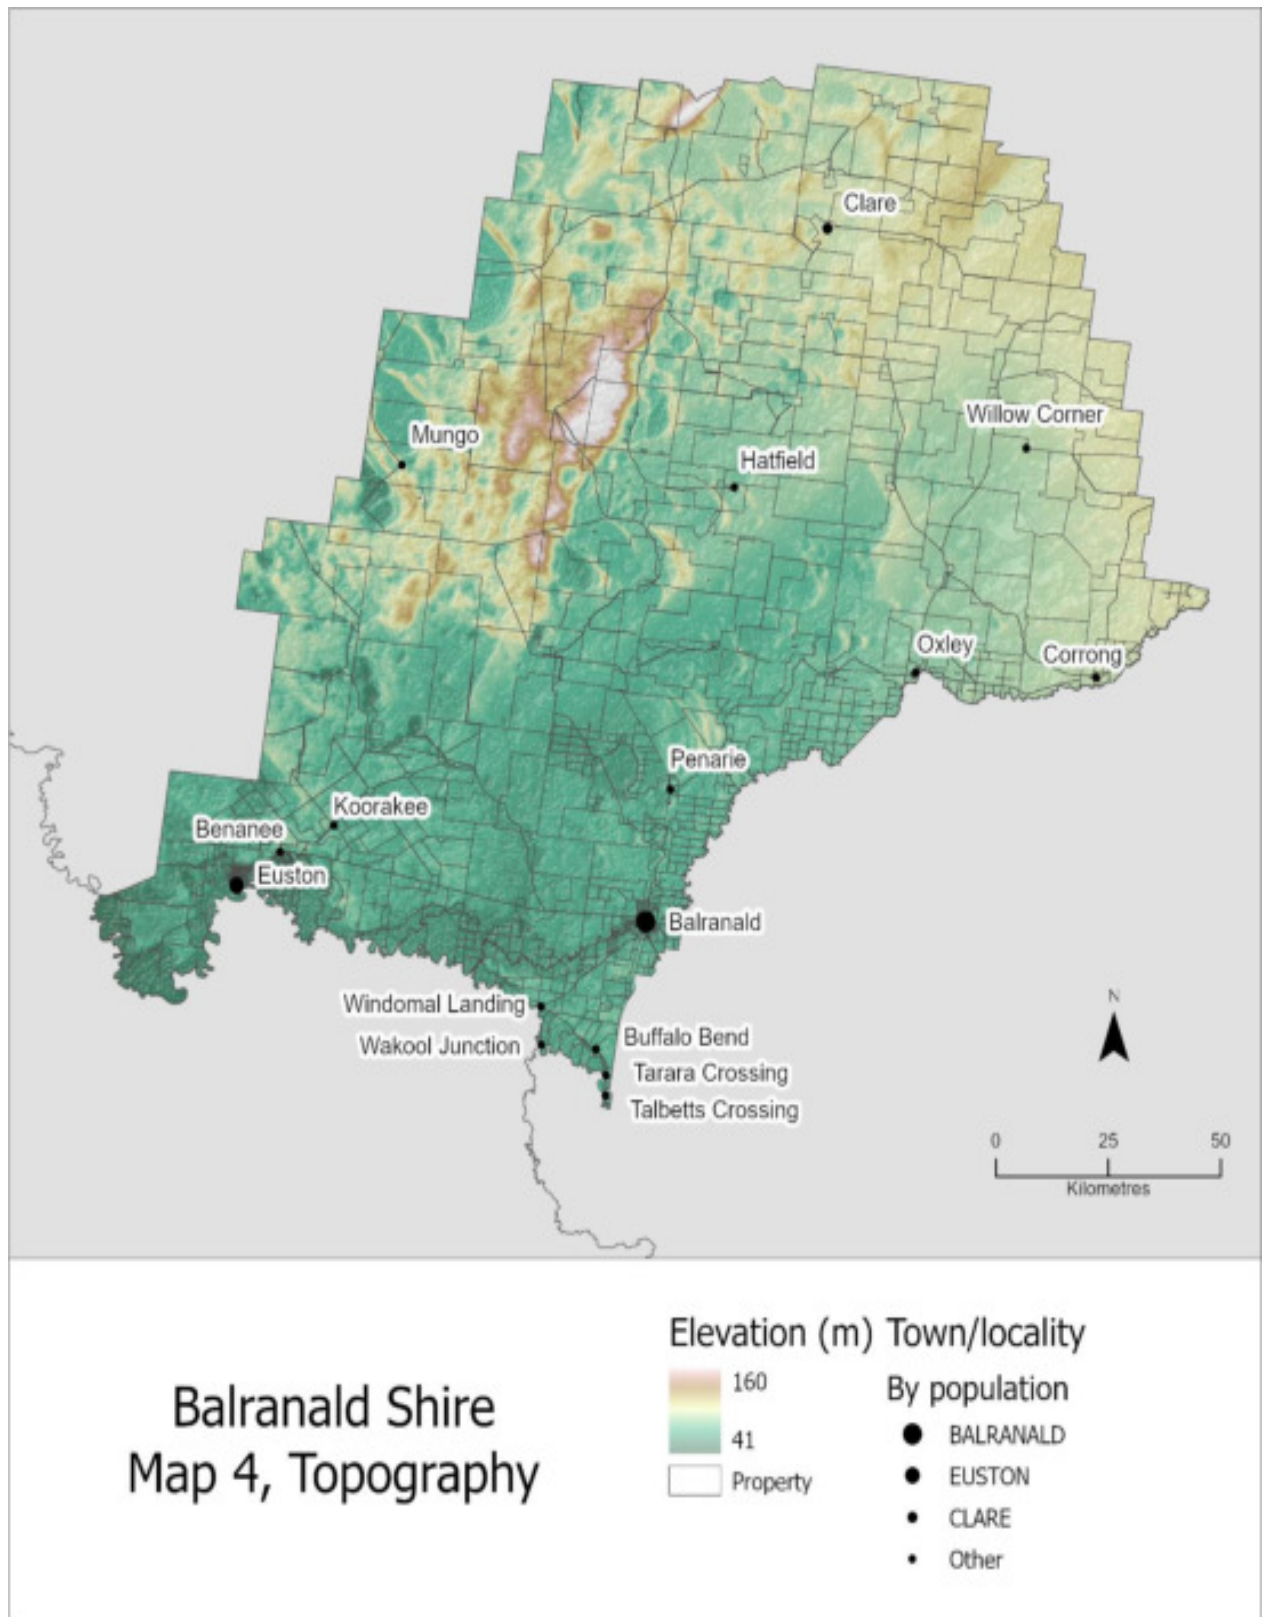 Clare
Willow Corner
Mungo
Hatfield
Oxley
Corrong
Penarie
Koorakee
Benanee
Euston
Balranald
Windomal Landing
Buffalo Bend
Wakool Junction
Tarara Crossing
Talbetts Crossing
N
0 25 50
Kilometres
Balranald Shire
Map 4, Topography
Elevation (m)
160
41
Property
Town/locality
By population
BALRANALD
EUSTON
CLARE
Other